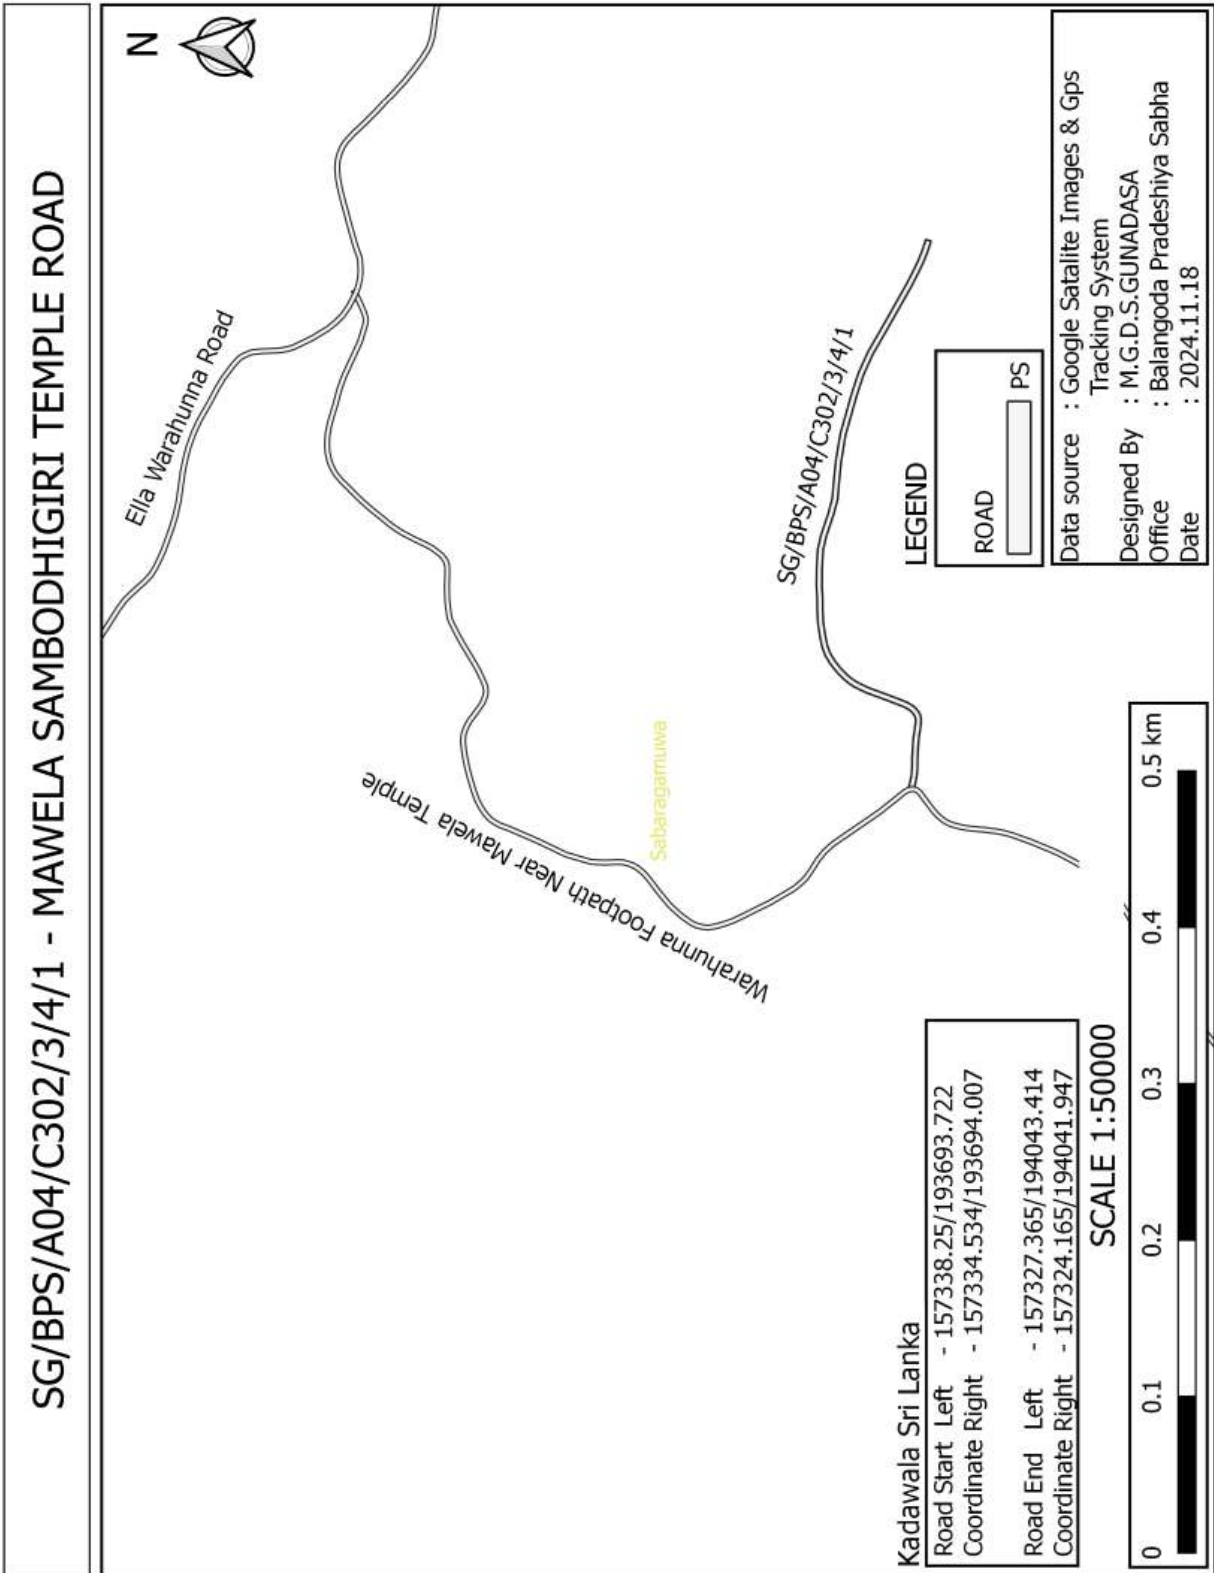 SG/BPS/A04/C302/3/4/1 - MAWELA SAMBODHIGIRI TEMPLE ROAD
N
Ella Warahunna Road
Warahunna Footpath Near Mawela Temple
Sabaragamuwa
SG/BPS/A04/C302/3/4/1
Kadawala Sri Lanka
Road Start Left - 157338.25/193693.722
Coordinate Right - 157334.534/193694.007
Road End Left - 157327.365/194043.414
Coordinate Right - 157324.165/194041.947
SCALE 1:50000
0 0.1 0.2 0.3 0.4 0.5 km
LEGEND
ROAD
PS
Data source : Google Satalite Images & Gps
Tracking System
Designed By : M.G.D.S.GUNADASA
Office : Balangoda Pradeshiya Sabha
Date : 2024.11.18